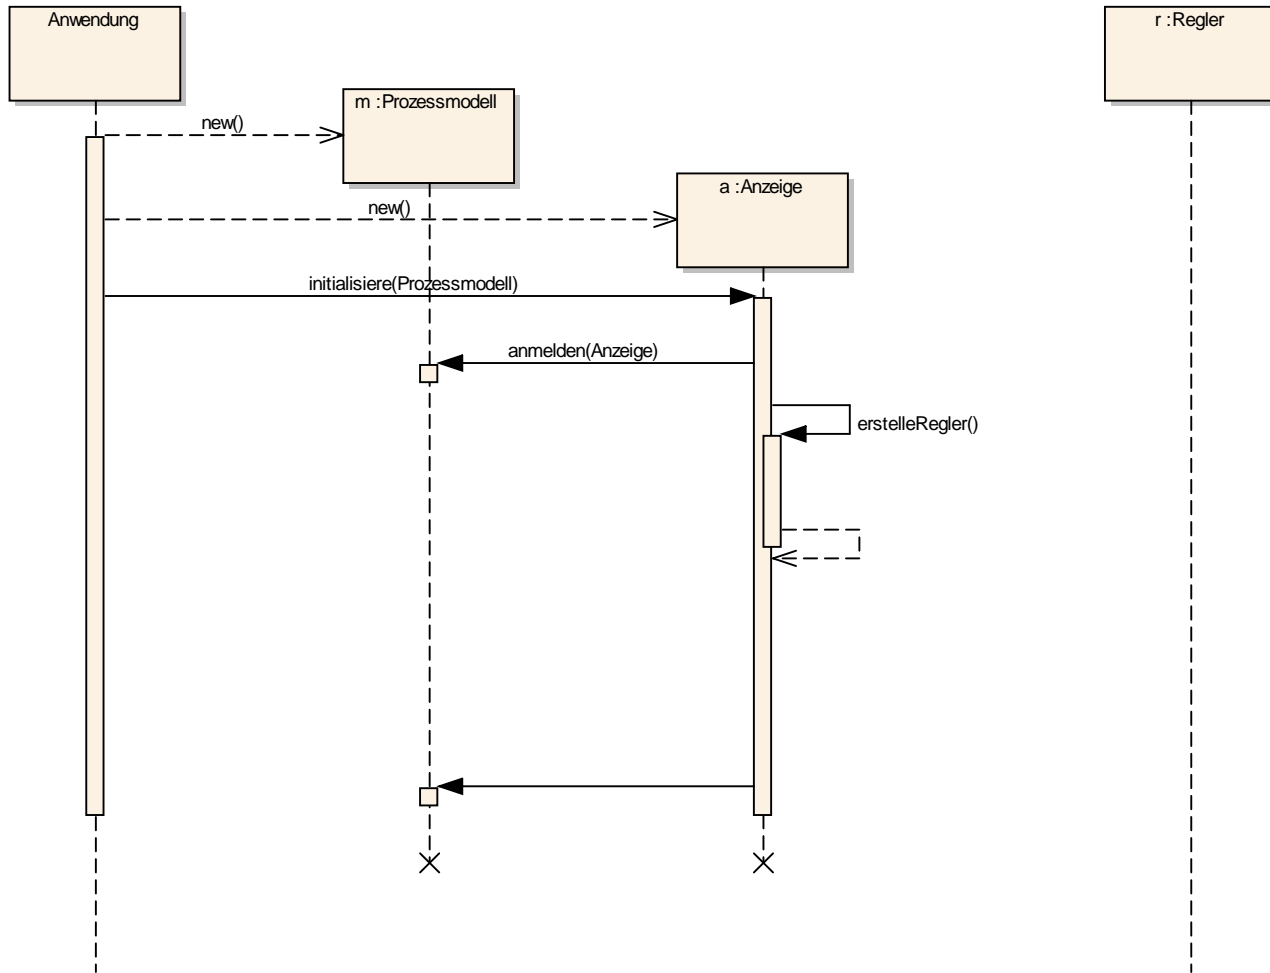 Anwendung
r :Regler
m :Prozessmodell
new()
a :Anzeige
new()
initialisiere(Prozessmodell)
anmelden(Anzeige)
erstelleRegler()